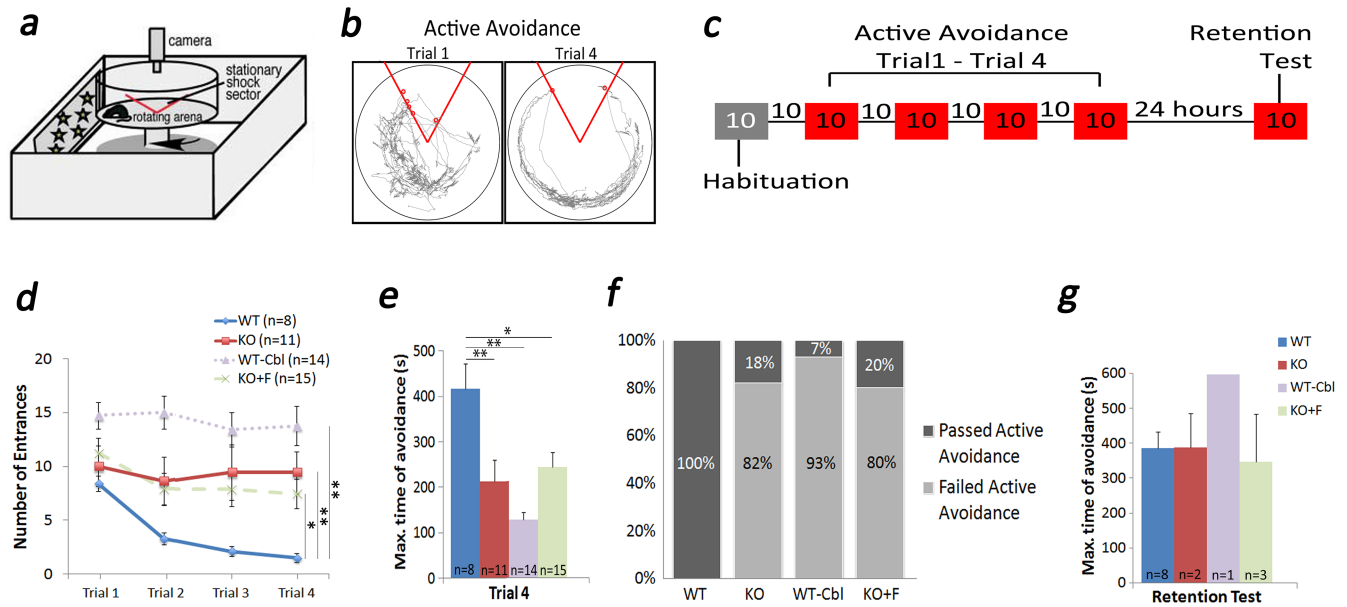 a
camera
stationary
shock
sector
rotating arena
b
Active Avoidance
Trial 1
Trial 4
c
Active Avoidance
Trial1 - Trial 4
Retention
Test
10
10
10
10
10
10
10
10
10
24 hours
10
Habituation
d
WT (n=8)
KO (n=11)
WT-Cbl (n=14)
KO+F (n=15)
Number of Entrances
20
15
10
5
0
*
**
**
Trial 1
Trial 2
Trial 3
Trial 4
e
Max. time of avoidance (s)
500
400
300
200
100
0
*
**
**
n=8
n=11
n=14
n=15
Trial 4
f
100%
80%
60%
40%
20%
0%
100%
18%
82%
7%
93%
20%
80%
WT
KO
WT-Cbl
KO+F
Passed Active
Avoidance
Failed Active
Avoidance
g
WT
KO
WT-Cbl
KO+F
Max. time of avoidance (s)
600
500
400
300
200
100
0
n=8
n=2
n=1
n=3
Retention Test